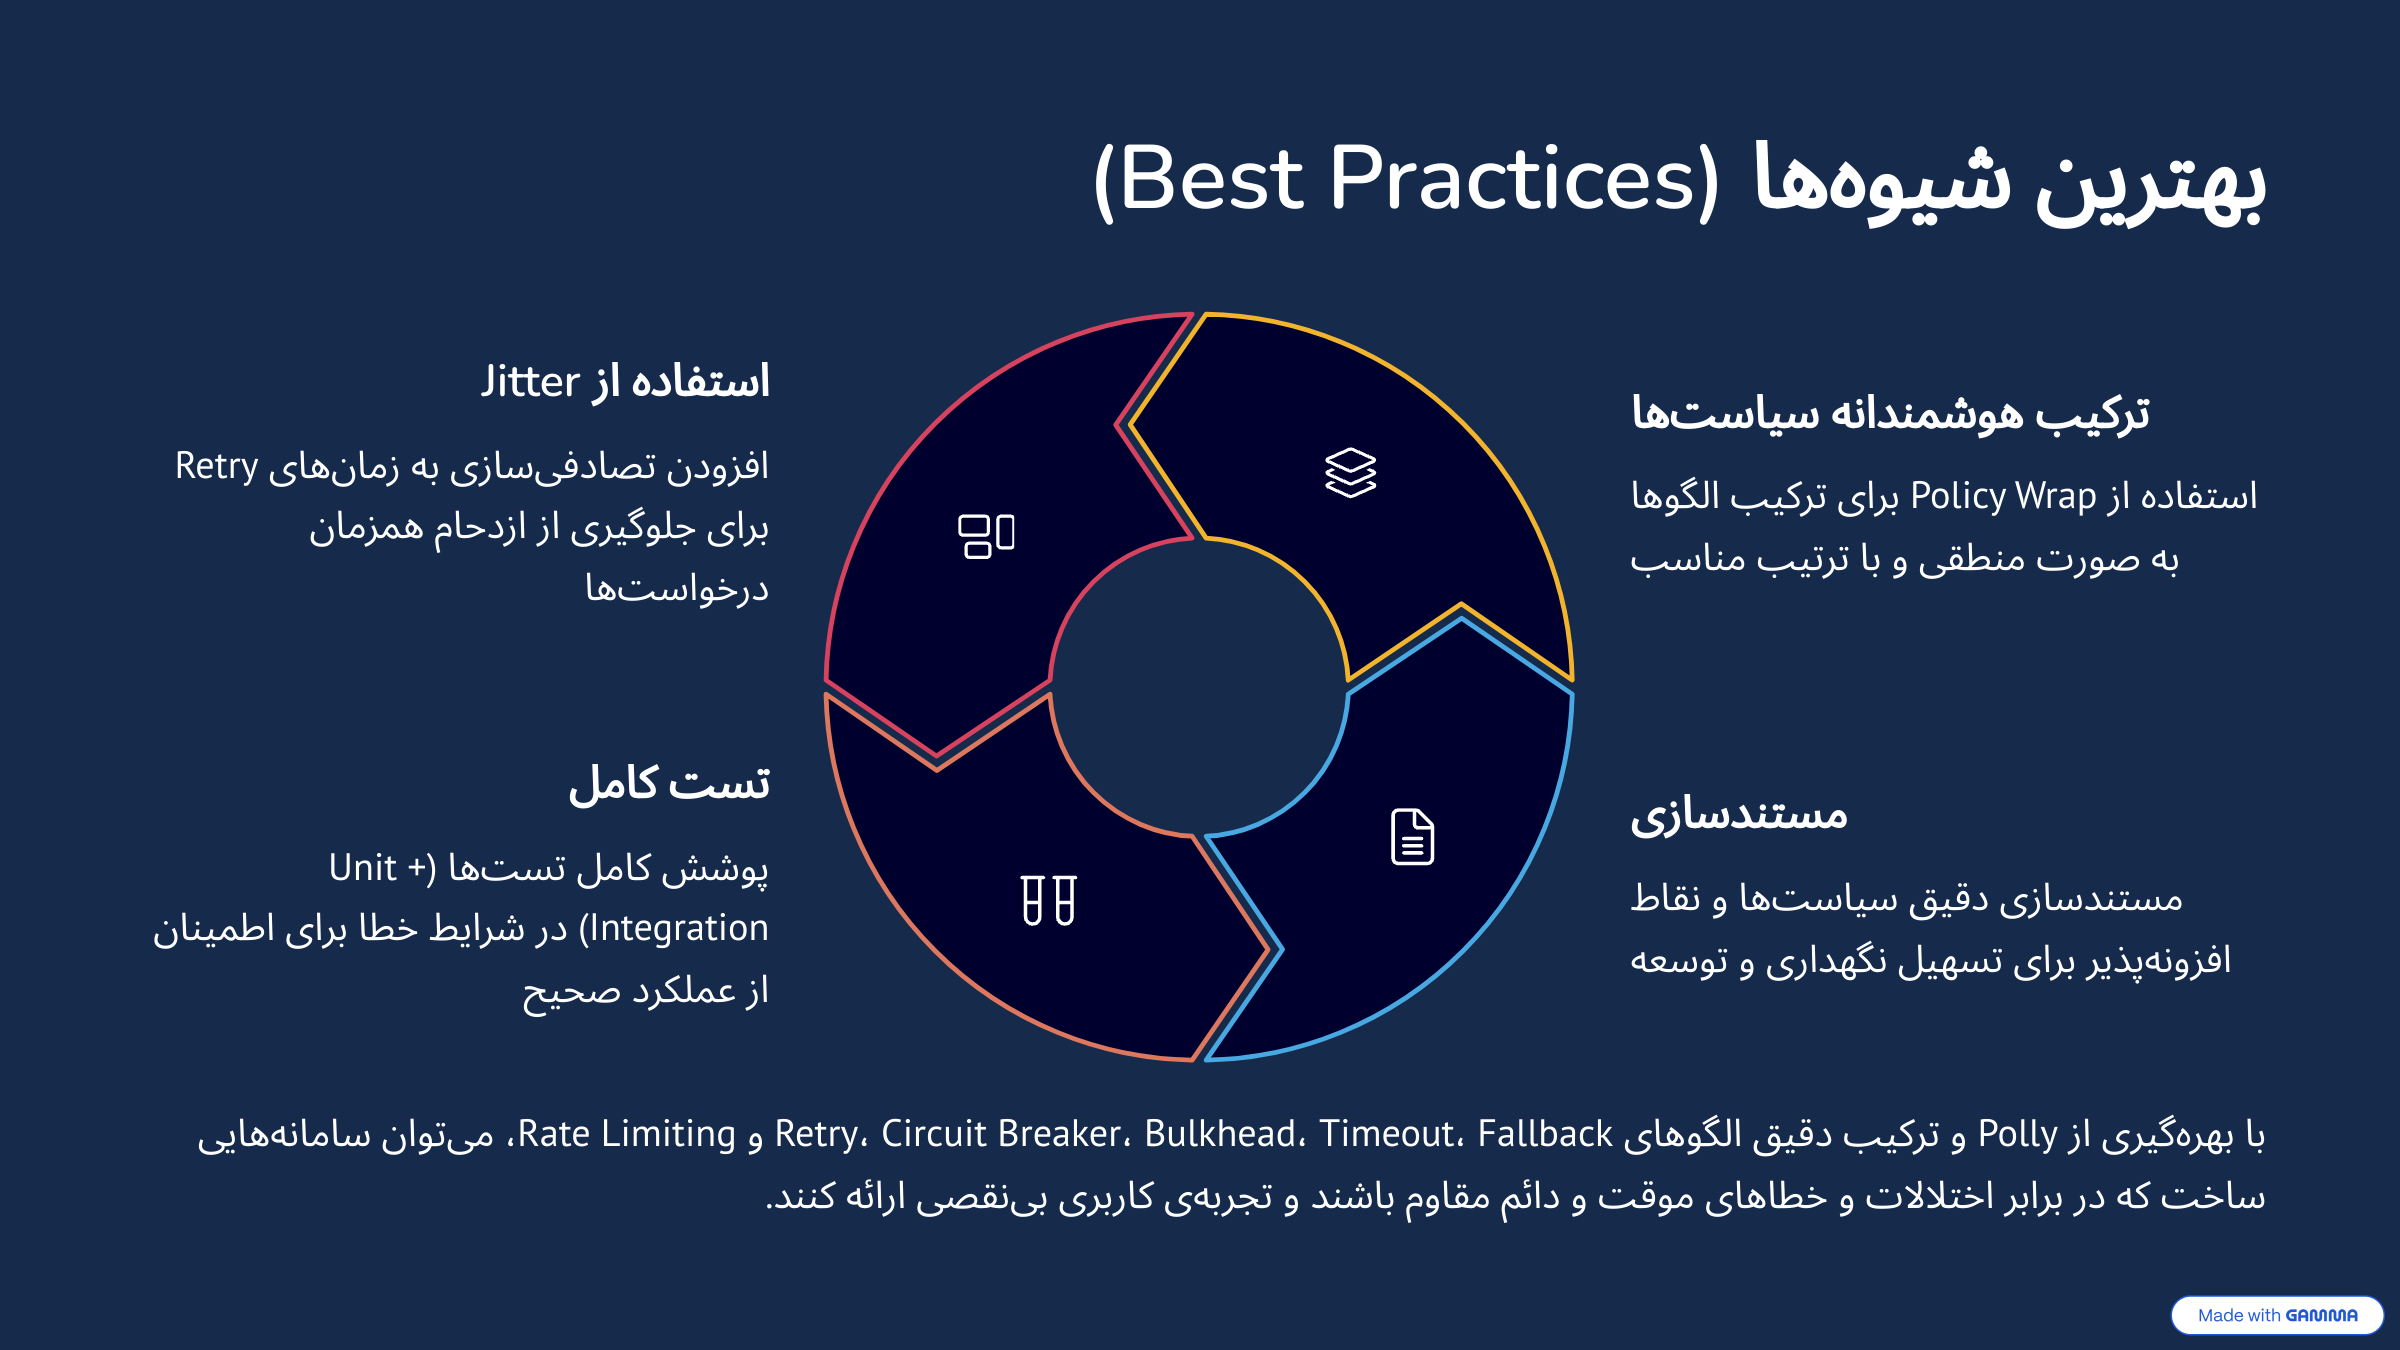 بهترین شیوه‌ها (Best Practices)
ترکیب هوشمندانه سیاست‌ها
استفاده از Policy Wrap برای ترکیب الگوها
به صورت منطقی و با ترتیب مناسب
استفاده از Jitter
افزودن تصادفی‌سازی به زمان‌های Retry
برای جلوگیری از ازدحام همزمان
درخواست‌ها
مستندسازی
مستندسازی دقیق سیاست‌ها و نقاط
افزونه‌پذیر برای تسهیل نگهداری و توسعه
تست کامل
پوشش کامل تست‌ها (Unit +
Integration) در شرایط خطا برای اطمینان
از عملکرد صحیح
با بهره‌گیری از Polly و ترکیب دقیق الگوهای Retry، Circuit Breaker، Bulkhead، Timeout، Fallback و Rate Limiting، می‌توان سامانه‌هایی
ساخت که در برابر اختلالات و خطاهای موقت و دائم مقاوم باشند و تجربه‌ی کاربری بی‌نقصی ارائه کنند.
Made with GAMMA